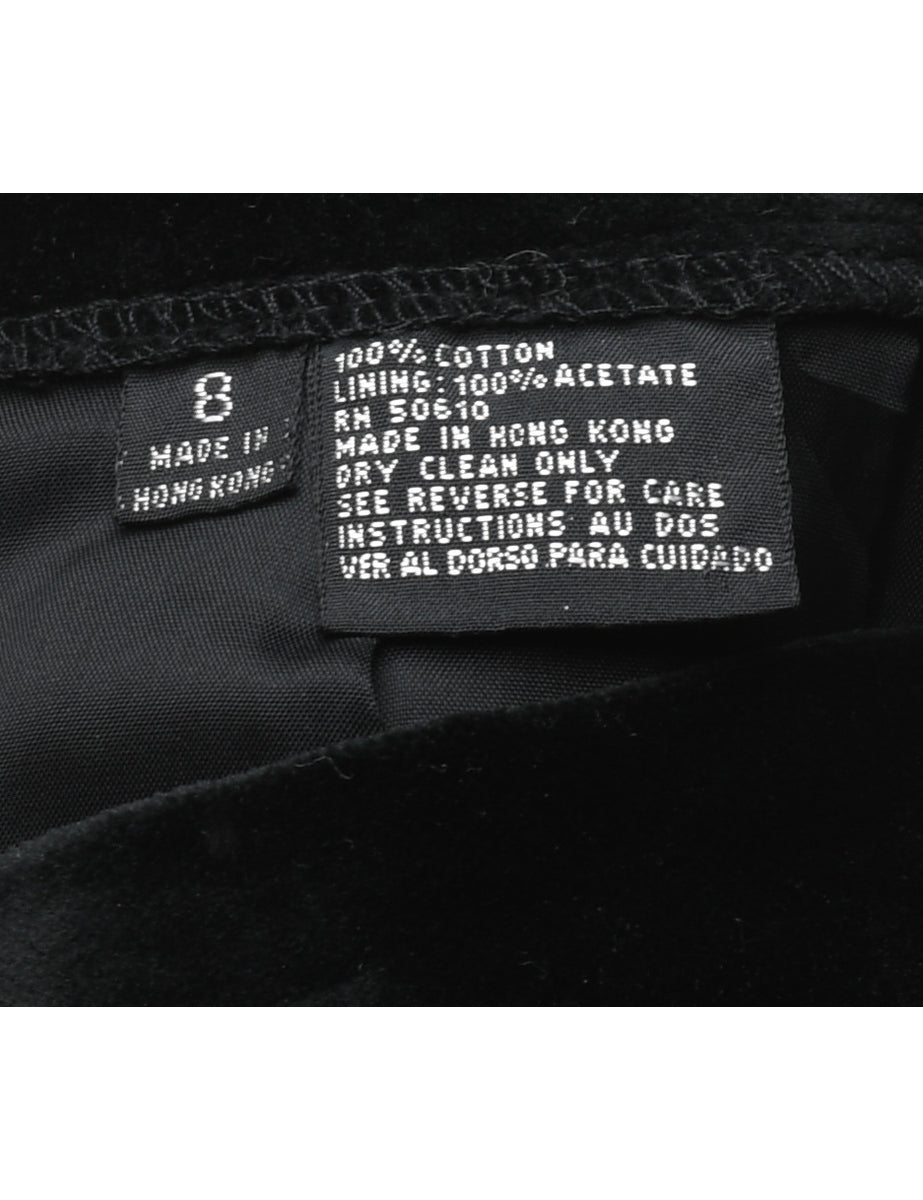 8
MADE IN
HONG KONG
100% COTTON
LINING: 100% ACETATE
RN 50610
MADE IN HONG KONG
DRY CLEAN ONLY
SEE REVERSE FOR CARE
INSTRUCTIONS AU DOS
VER AL DORSO PARA CUIDADO